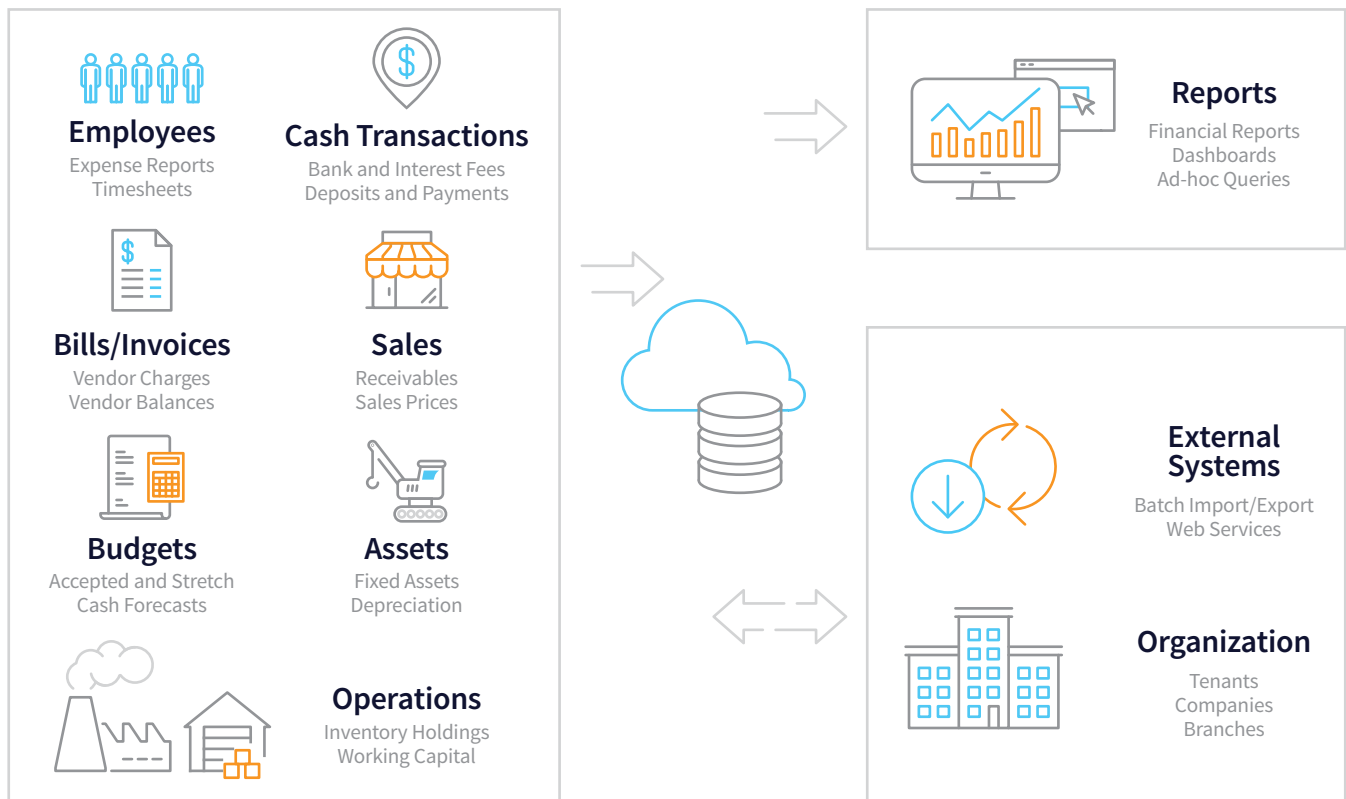 Employees
Expense Reports
Timesheets
$
Cash Transactions
Bank and Interest Fees
Deposits and Payments
$
Bills/Invoices
Vendor Charges
Vendor Balances
Sales
Receivables
Sales Prices
Budgets
Accepted and Stretch
Cash Forecasts
Assets
Fixed Assets
Depreciation
Operations
Inventory Holdings
Working Capital
Reports
Financial Reports
Dashboards
Ad-hoc Queries
External
Systems
Batch Import/Export
Web Services
Organization
Tenants
Companies
Branches